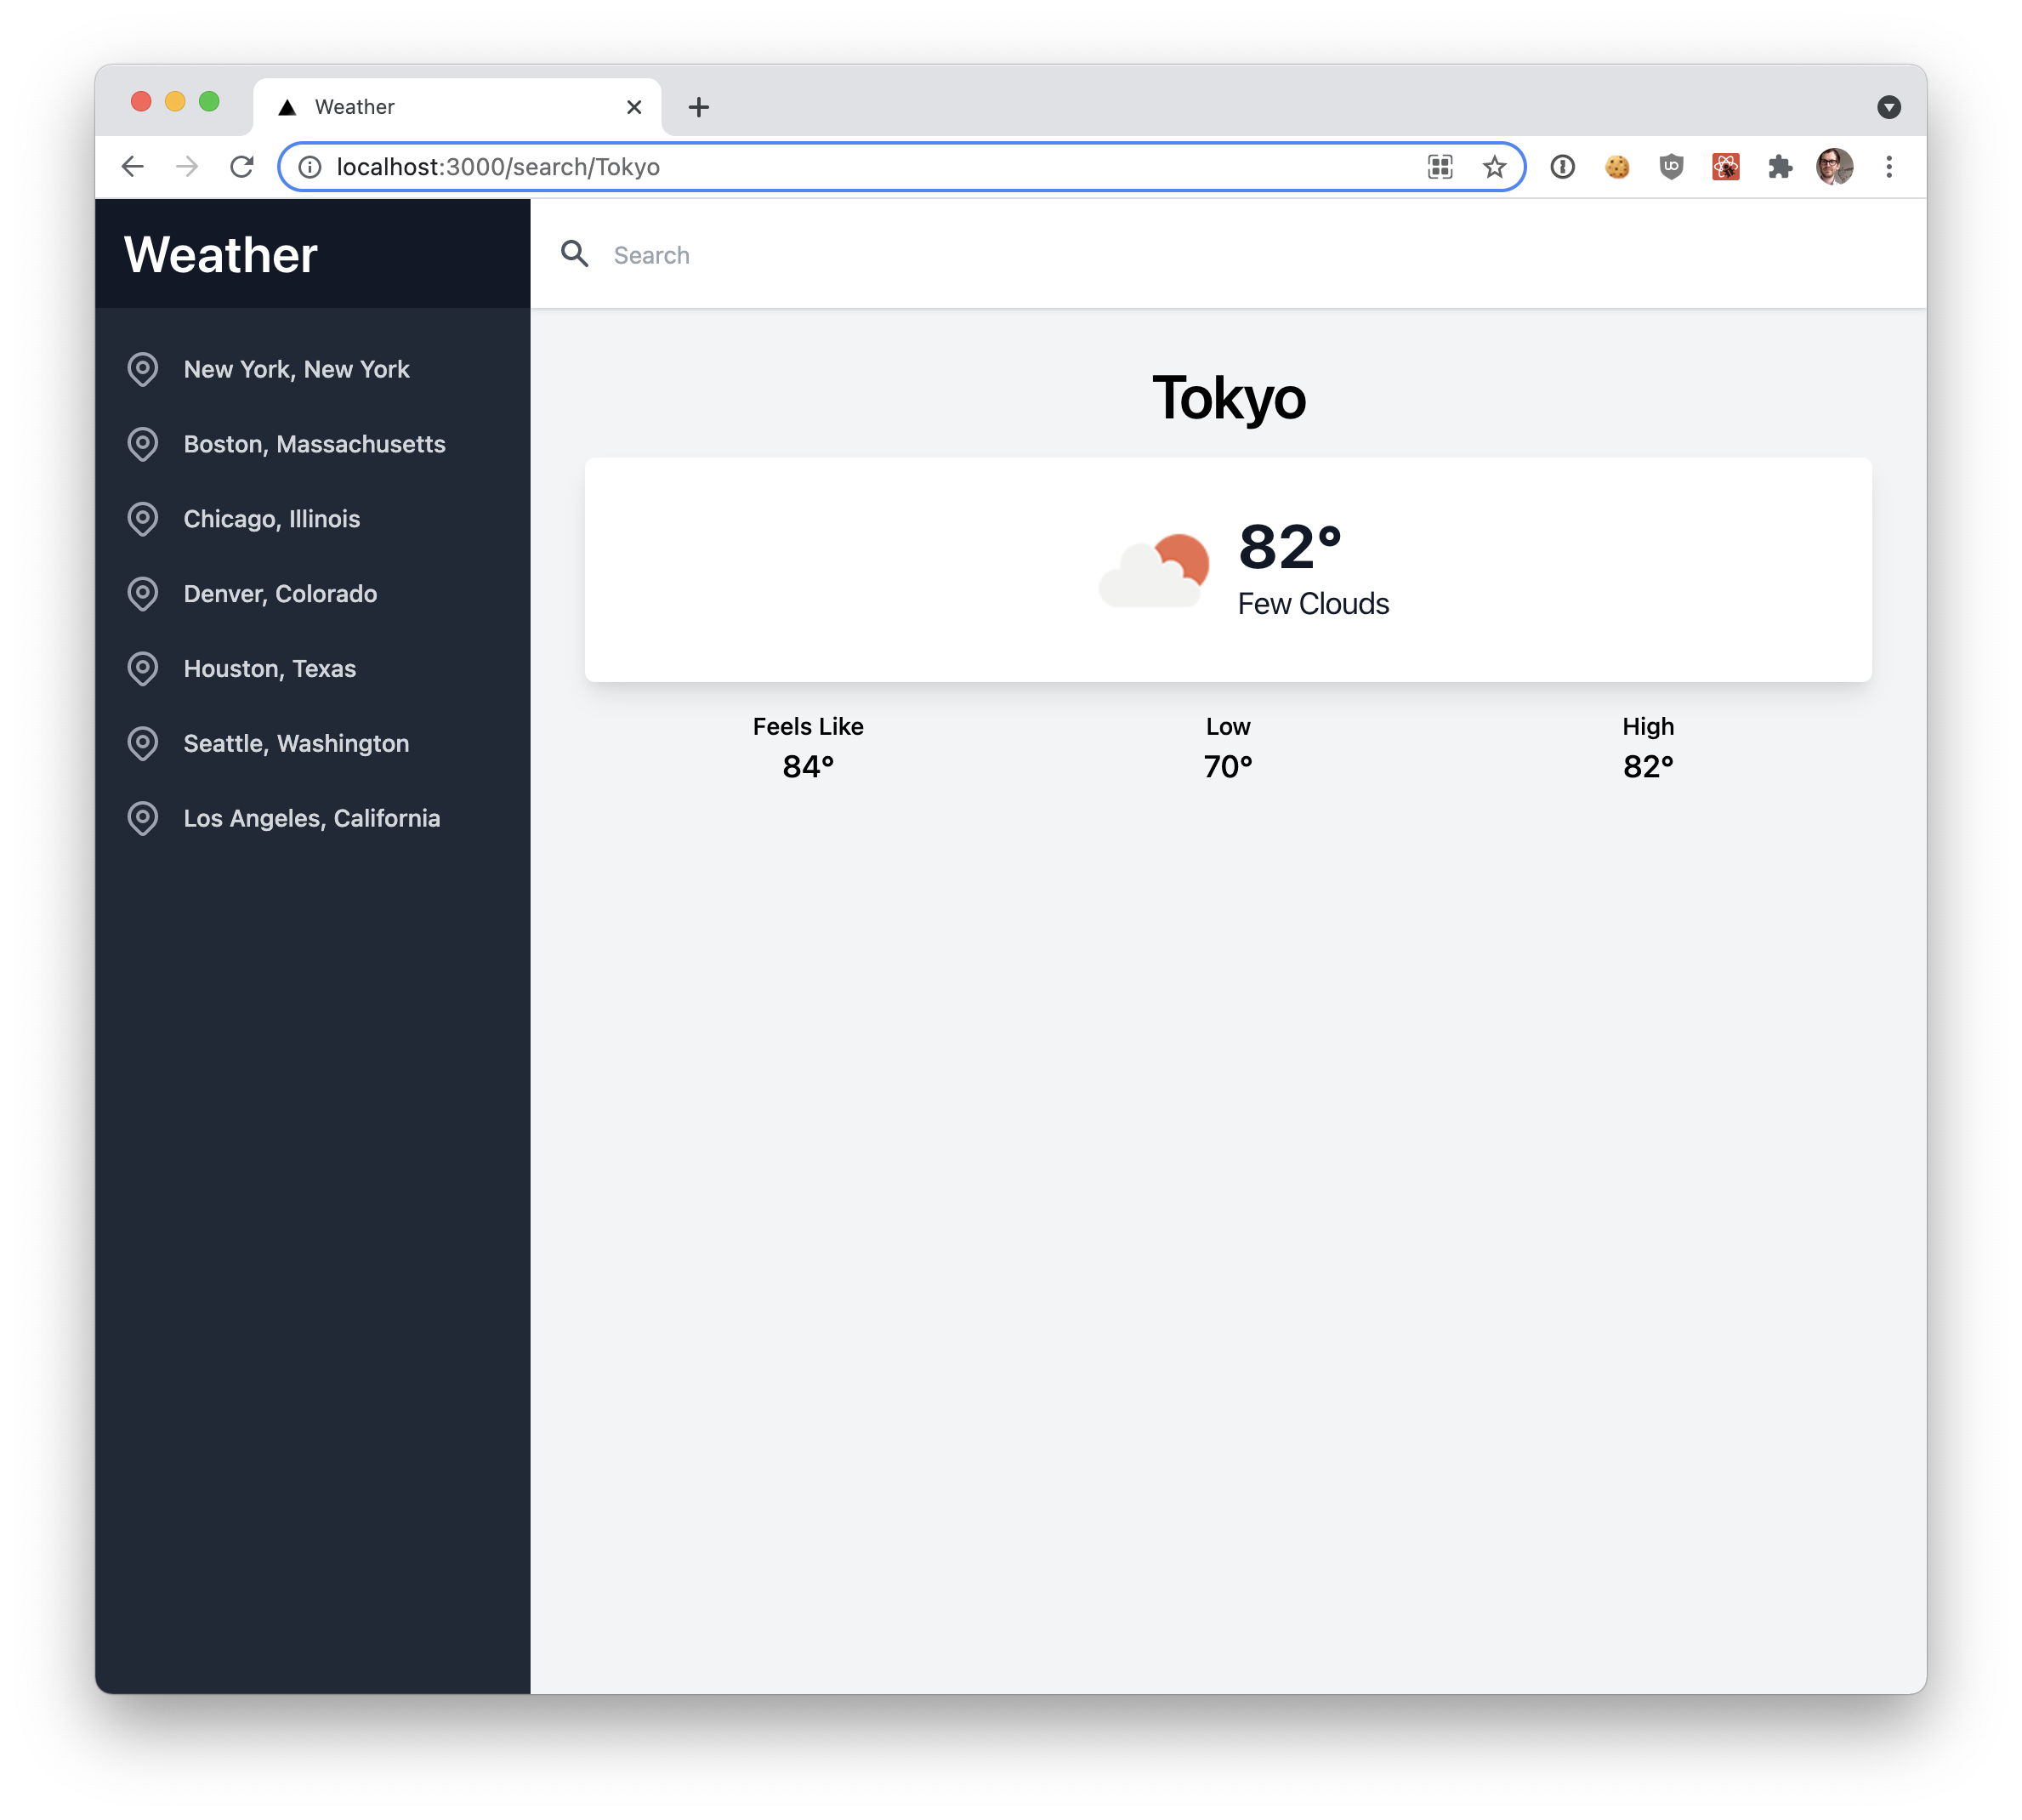 Weather
localhost:3000/search/Tokyo
Weather
Search
New York, New York
Boston, Massachusetts
Chicago, Illinois
Denver, Colorado
Houston, Texas
Seattle, Washington
Los Angeles, California
Tokyo
82°
Few Clouds
Feels Like Low High
84° 70° 82°